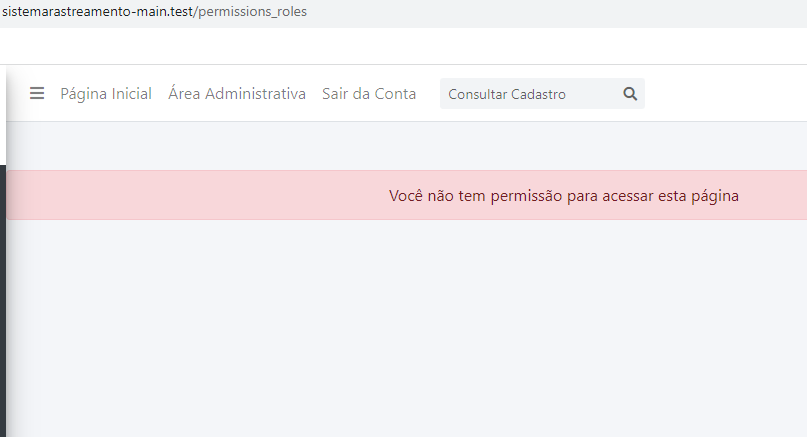 sistemarastreamento-main.test/permissions_roles
Página Inicial Área Administrativa Sair da Conta Consultar Cadastro
Você não tem permissão para acessar esta página